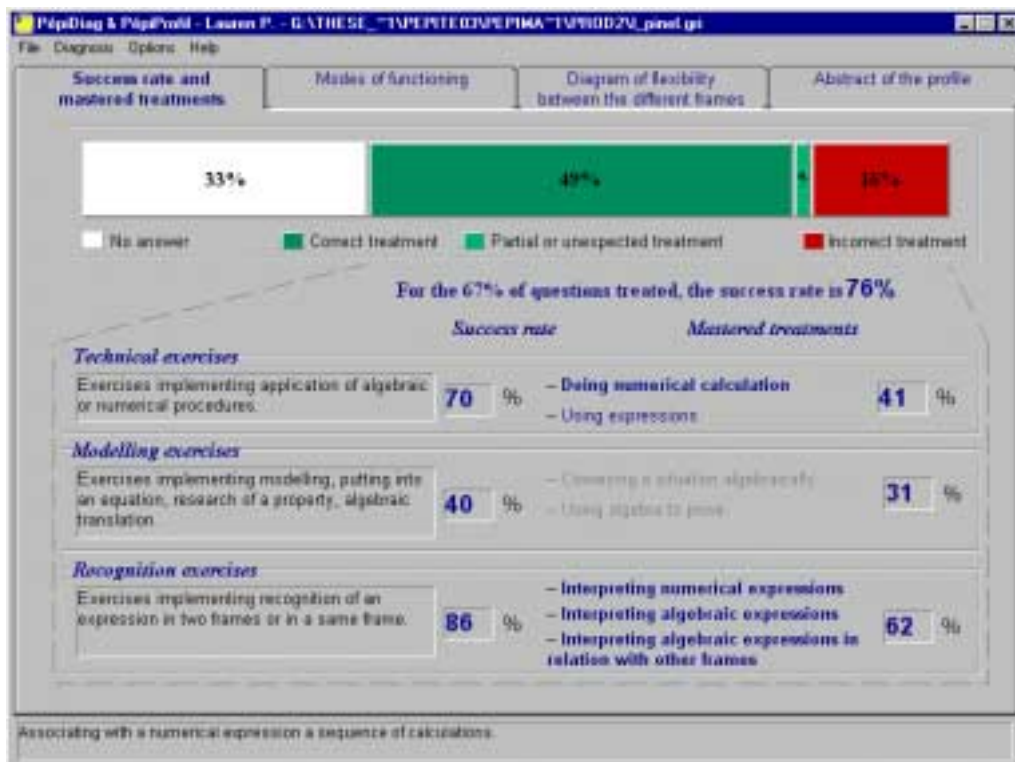 PépiDiag & PépiProfil - Lauren P. - G:\THESE_~1\PEPITE03\PEPIMA~1\PROD2\l_pinel.gri
File Diagnosis Options Help
Success rate and mastered treatments
Modes of functioning
Diagram of flexibility between the different frames
Abstract of the profile
33% 49% % 16%
No answer Correct treatment Partial or unexpected treatment Incorrect treatment
For the 67% of questions treated, the success rate is 76%
Success rate Mastered treatments
Technical exercises
Exercises implementing application of algebraic
or numerical procedures.
70 %
– Doing numerical calculation
– Using expressions
41 %
Modelling exercises
Exercises implementing modelling, putting into
an equation, research of a property, algebraic
translation.
40 %
– Conveying a situation algebraically
– Using algebra to prove
31 %
Recognition exercises
Exercises implementing recognition of an
expression in two frames or in a same frame.
86 %
– Interpreting numerical expressions
– Interpreting algebraic expressions
– Interpreting algebraic expressions in
relation with other frames
62 %
Associating with a numerical expression a sequence of calculations.